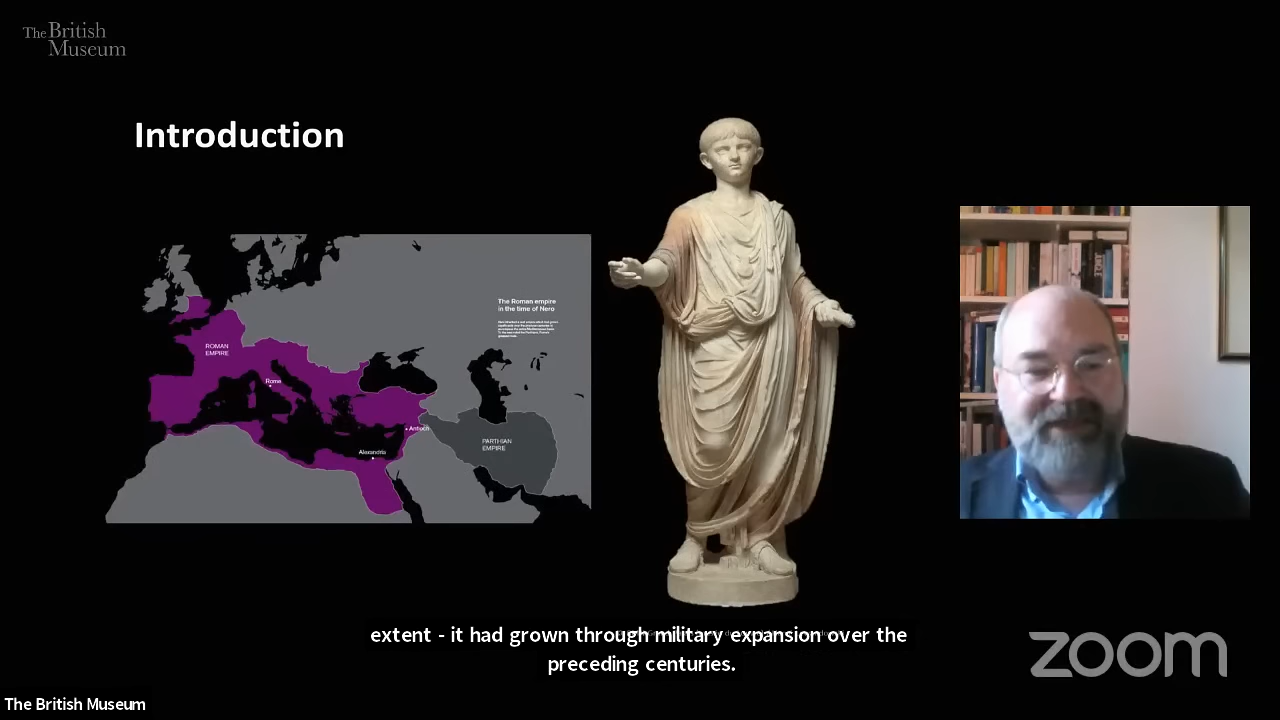 The British
Museum
Introduction
The Roman empire
in the time of Nero
ROMAN
EMPIRE
Rome
Antioch
PARTHIAN
EMPIRE
Alexandria
extent - it had grown through military expansion over the
preceding centuries.
zoom
The British Museum